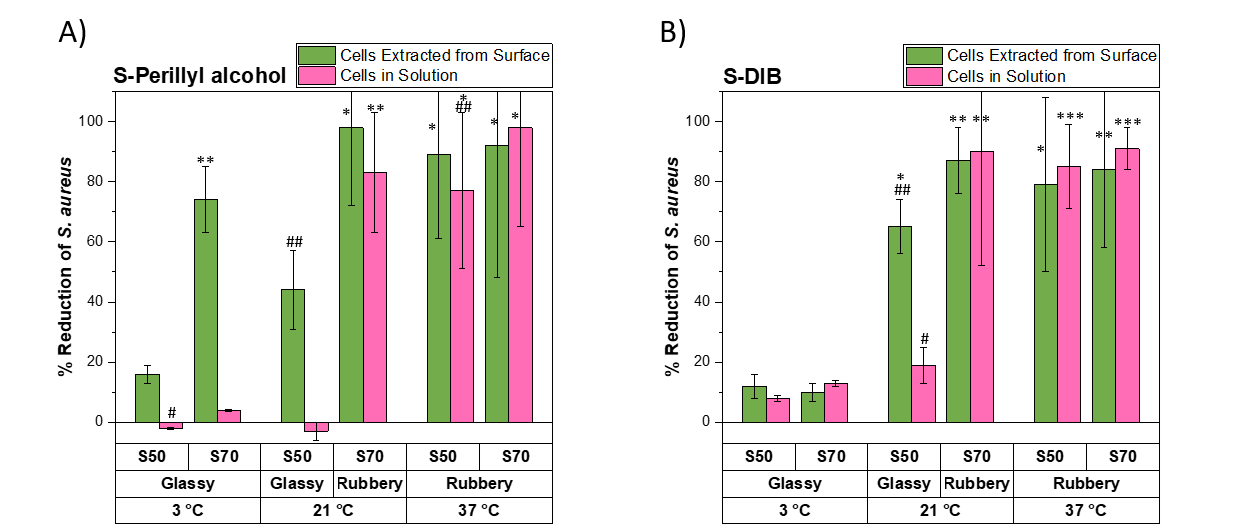 A)
S-Perillyl alcohol
Cells Extracted from Surface
Cells in Solution
% Reduction of S. aureus
100
80
60
40
20
0
#
**
##
*
**
*
*
##
*
*
S50 S70 S50 S70 S50 S70
Glassy Glassy Rubbery Rubbery
3 °C 21 °C 37 °C
B)
S-DIB
Cells Extracted from Surface
Cells in Solution
% Reduction of S. aureus
100
80
60
40
20
0
*
##
#
**
**
*
***
**
***
S50 S70 S50 S70 S50 S70
Glassy Glassy Rubbery Rubbery
3 °C 21 °C 37 °C